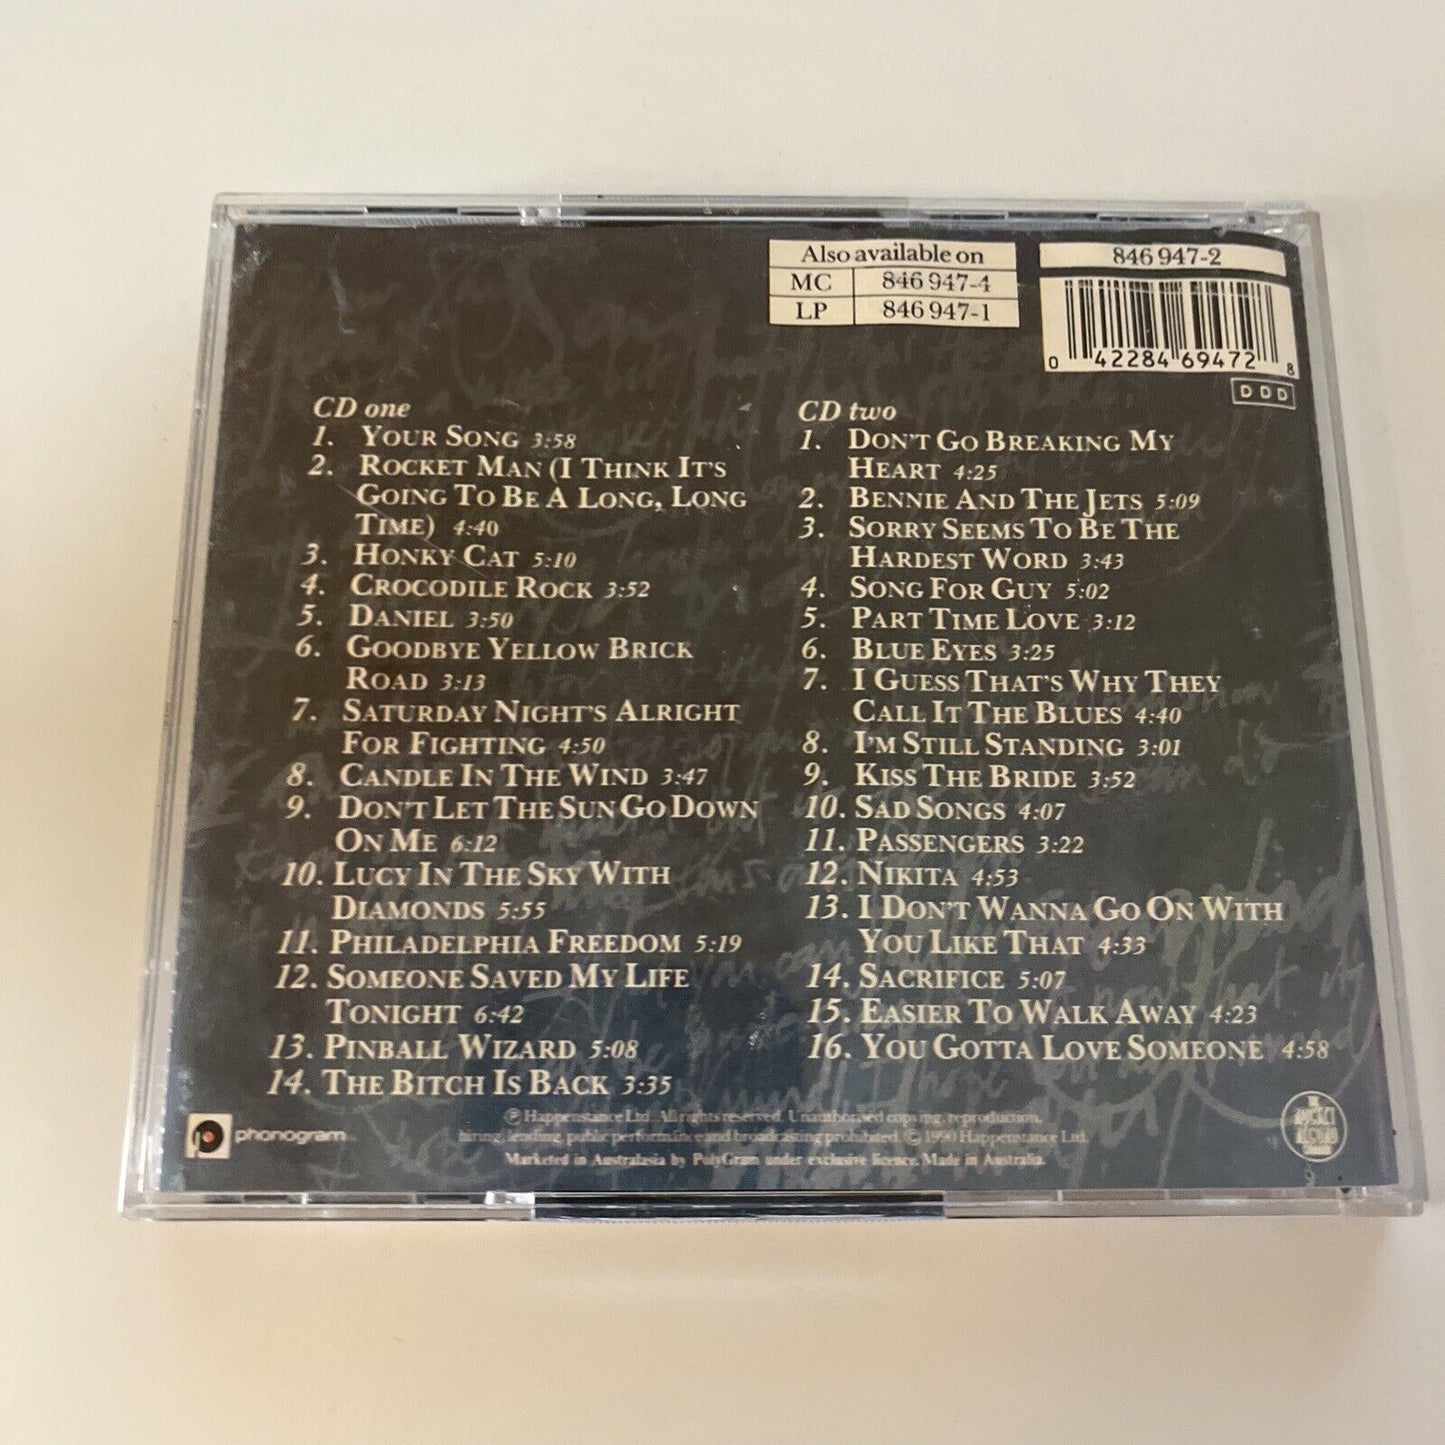 Also available on
MC 846 947-4
LP 846 947-1
846 947-2
0 42284 69472 8
D D D
CD one
1. YOUR SONG 3:58
2. ROCKET MAN (I THINK IT'S
GOING TO BE A LONG, LONG
TIME) 4:40
3. HONKY CAT 5:10
4. CROCODILE ROCK 3:52
5. DANIEL 3:50
6. GOODBYE YELLOW BRICK
ROAD 3:13
7. SATURDAY NIGHT'S ALRIGHT
FOR FIGHTING 4:50
8. CANDLE IN THE WIND 3:47
9. DON'T LET THE SUN GO DOWN
ON ME 6:12
10. LUCY IN THE SKY WITH
DIAMONDS 5:55
11. PHILADELPHIA FREEDOM 5:19
12. SOMEONE SAVED MY LIFE
TONIGHT 6:42
13. PINBALL WIZARD 5:08
14. THE BITCH IS BACK 3:35
CD two
1. DON'T GO BREAKING MY
HEART 4:25
2. BENNIE AND THE JETS 5:09
3. SORRY SEEMS TO BE THE
HARDEST WORD 3:43
4. SONG FOR GUY 5:02
5. PART TIME LOVE 3:12
6. BLUE EYES 3:25
7. I GUESS THAT'S WHY THEY
CALL IT THE BLUES 4:40
8. I'M STILL STANDING 3:01
9. KISS THE BRIDE 3:52
10. SAD SONGS 4:07
11. PASSENGERS 3:22
12. NIKITA 4:53
13. I DON'T WANNA GO ON WITH
YOU LIKE THAT 4:33
14. SACRIFICE 5:07
15. EASIER TO WALK AWAY 4:23
16. YOU GOTTA LOVE SOMEONE 4:58
phonogram
℗ Happenstance Ltd. All rights reserved. Unauthorised copying, reproduction,
hiring, lending, public performance and broadcasting prohibited. © 1990 Happenstance Ltd.
Marketed in Australasia by PolyGram under exclusive licence. Made in Australia.